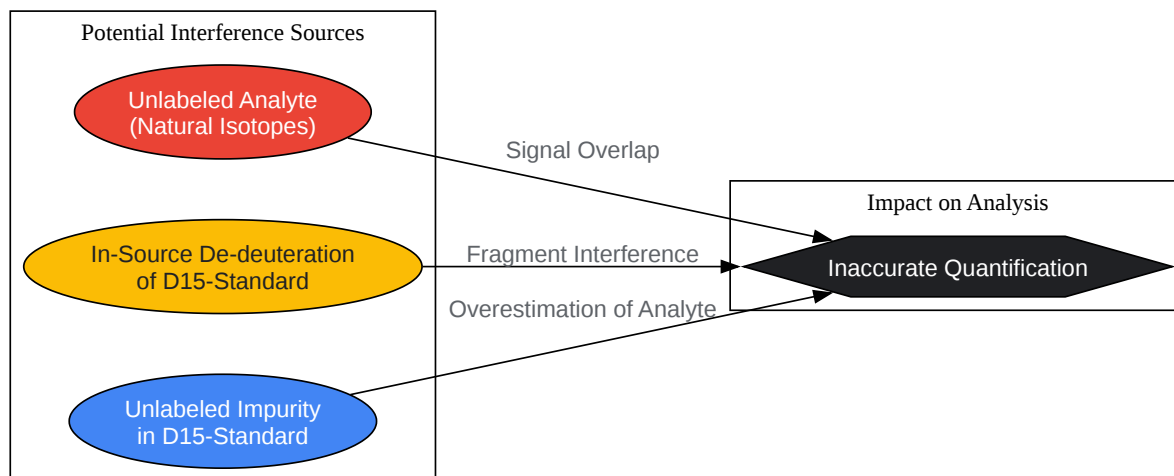 Potential Interference Sources
Unlabeled Analyte
(Natural Isotopes)
Signal Overlap
Impact on Analysis
In-Source De-deuteration
of D15-Standard
Fragment Interference
Inaccurate Quantification
Overestimation of Analyte
Unlabeled Impurity
in D15-Standard